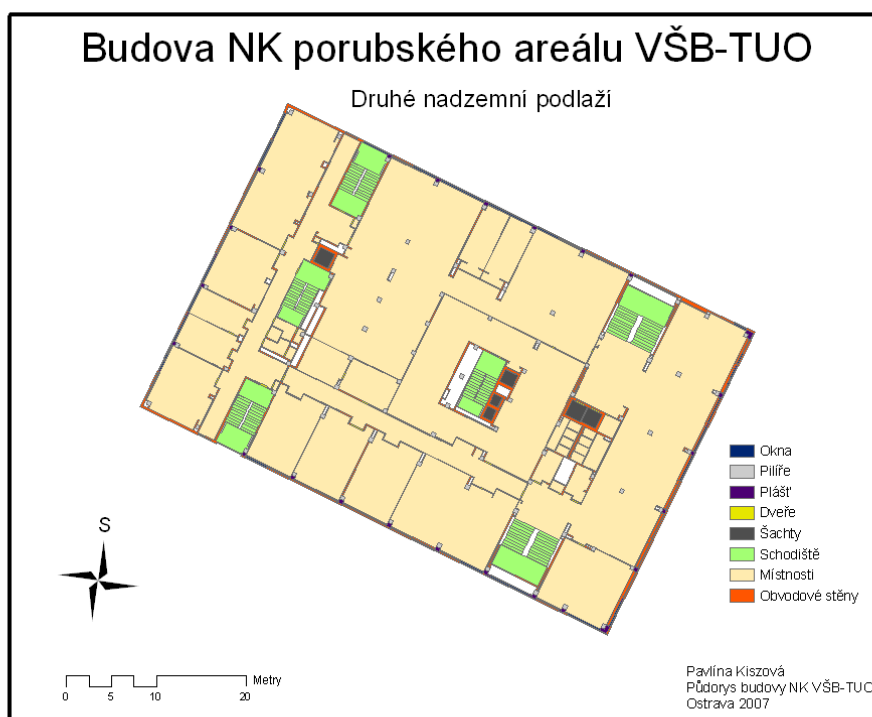 Budova NK porubského areálu VŠB-TUO
Druhé nadzemní podlaží
Okna
Pilíře
Plášť
Dveře
Šachty
Schodiště
Místnosti
Obvodové stěny
S
Metry
0 5 10 20
Pavlína Kiszová
Půdorys budovy NK VŠB-TUO
Ostrava 2007